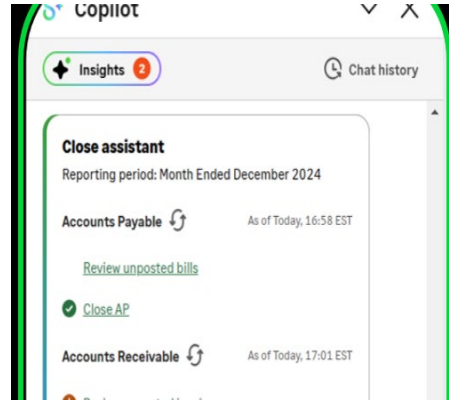 Copilot
Insights 2
Chat history
Close assistant
Reporting period: Month Ended December 2024
Accounts Payable
As of Today, 16:58 EST
Review unposted bills
Close AP
Accounts Receivable
As of Today, 17:01 EST